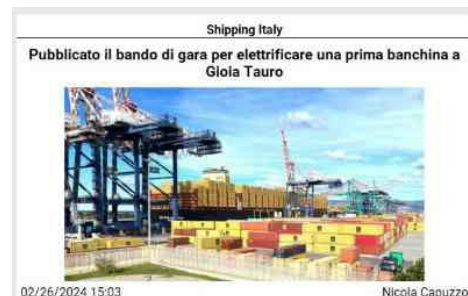 Shipping Italy
Pubblicato il bando di gara per elettrificare una prima banchina a
Gioia Tauro
02/26/2024 15:03
Nicola Capuzzo